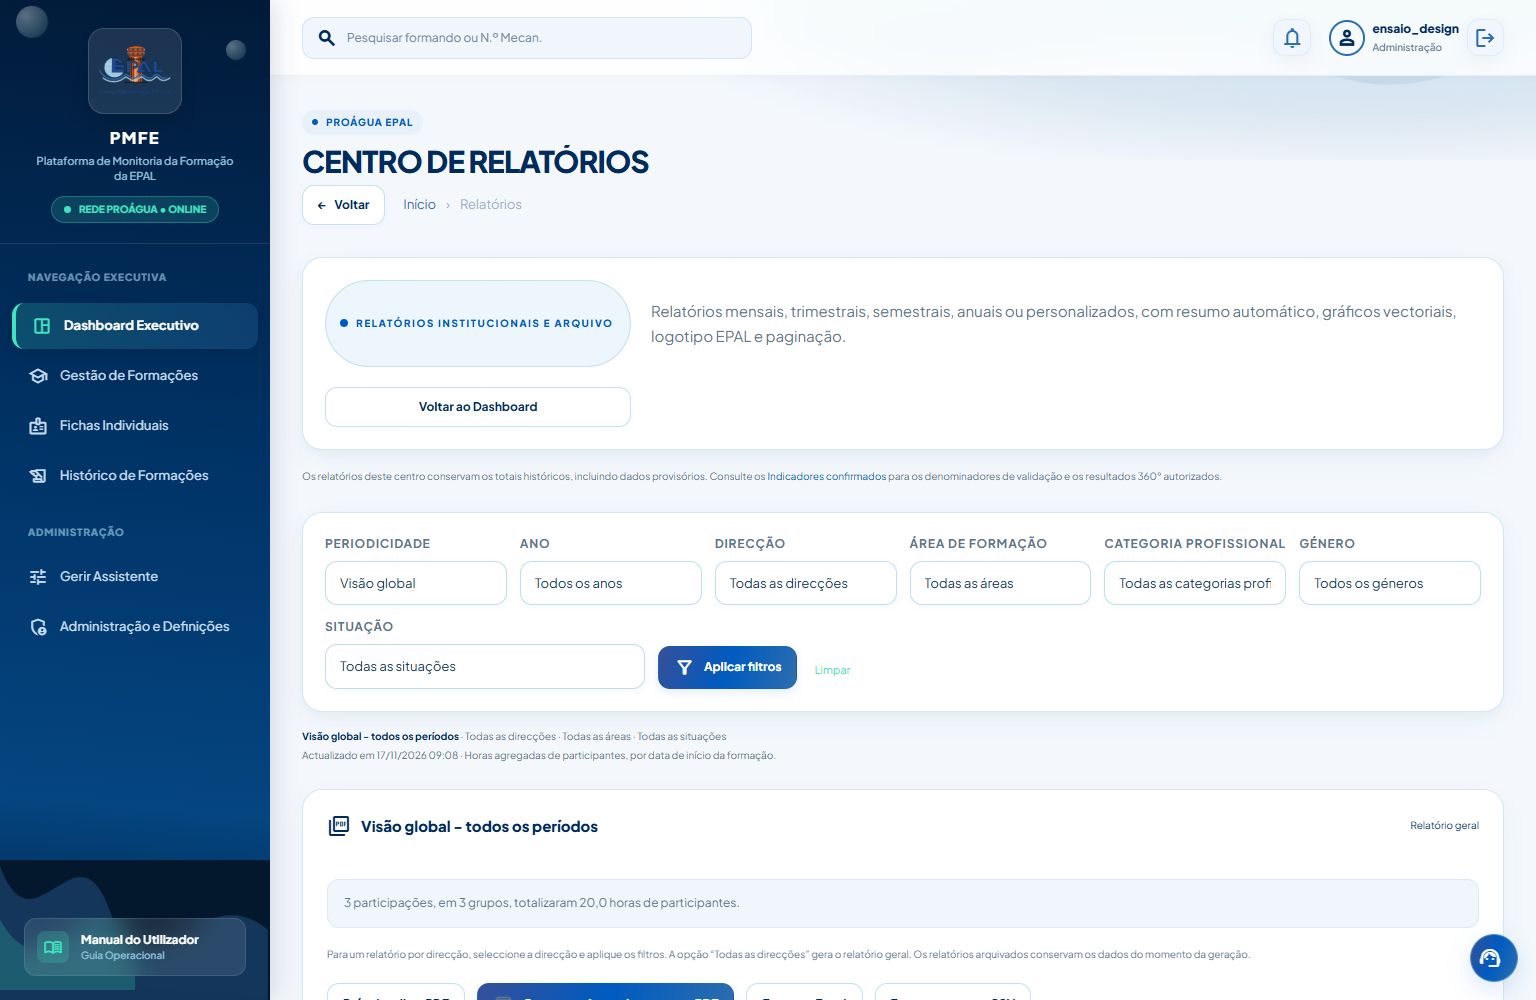 EPAL
PMFE
Plataforma de Monitoria da Formação
da EPAL
REDE PROÁGUA • ONLINE
NAVEGAÇÃO EXECUTIVA
Dashboard Executivo
Gestão de Formações
Fichas Individuais
Histórico de Formações
ADMINISTRAÇÃO
Gerir Assistente
Administração e Definições
Manual do Utilizador
Guia Operacional
Pesquisar formando ou N.º Mecan.
ensaio_design
Administração
PROÁGUA EPAL
CENTRO DE RELATÓRIOS
← Voltar
Início › Relatórios
RELATÓRIOS INSTITUCIONAIS E ARQUIVO
Relatórios mensais, trimestrais, semestrais, anuais ou personalizados, com resumo automático, gráficos vectoriais,
logotipo EPAL e paginação.
Voltar ao Dashboard
Os relatórios deste centro conservam os totais históricos, incluindo dados provisórios. Consulte os Indicadores confirmados para os denominadores de validação e os resultados 360° autorizados.
PERIODICIDADE ANO DIRECÇÃO ÁREA DE FORMAÇÃO CATEGORIA PROFISSIONAL GÉNERO
Visão global Todos os anos Todas as direcções Todas as áreas Todas as categorias profi Todos os géneros
SITUAÇÃO
Todas as situações Aplicar filtros Limpar
Visão global - todos os períodos · Todas as direcções · Todas as áreas · Todas as situações
Actualizado em 17/11/2026 09:08 · Horas agregadas de participantes, por data de início da formação.
PDF Visão global - todos os períodos Relatório geral
3 participações, em 3 grupos, totalizaram 20,0 horas de participantes.
Para um relatório por direcção, seleccione a direcção e aplique os filtros. A opção "Todas as direcções" gera o relatório geral. Os relatórios arquivados conservam os dados do momento da geração.